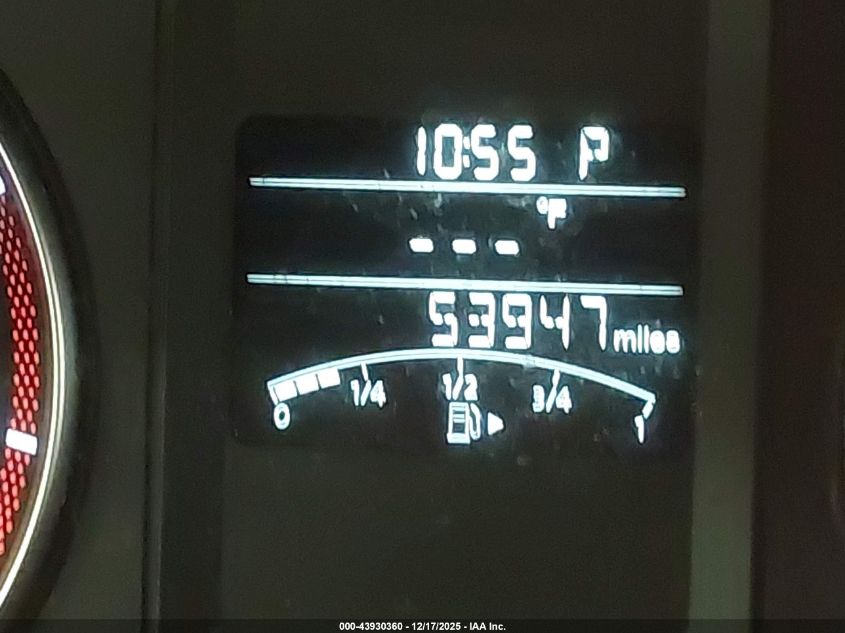 10:55 P
°F
---
53947 miles
0 1/4 1/2 3/4 1
000-43930360 - 12/17/2025 - IAA Inc.